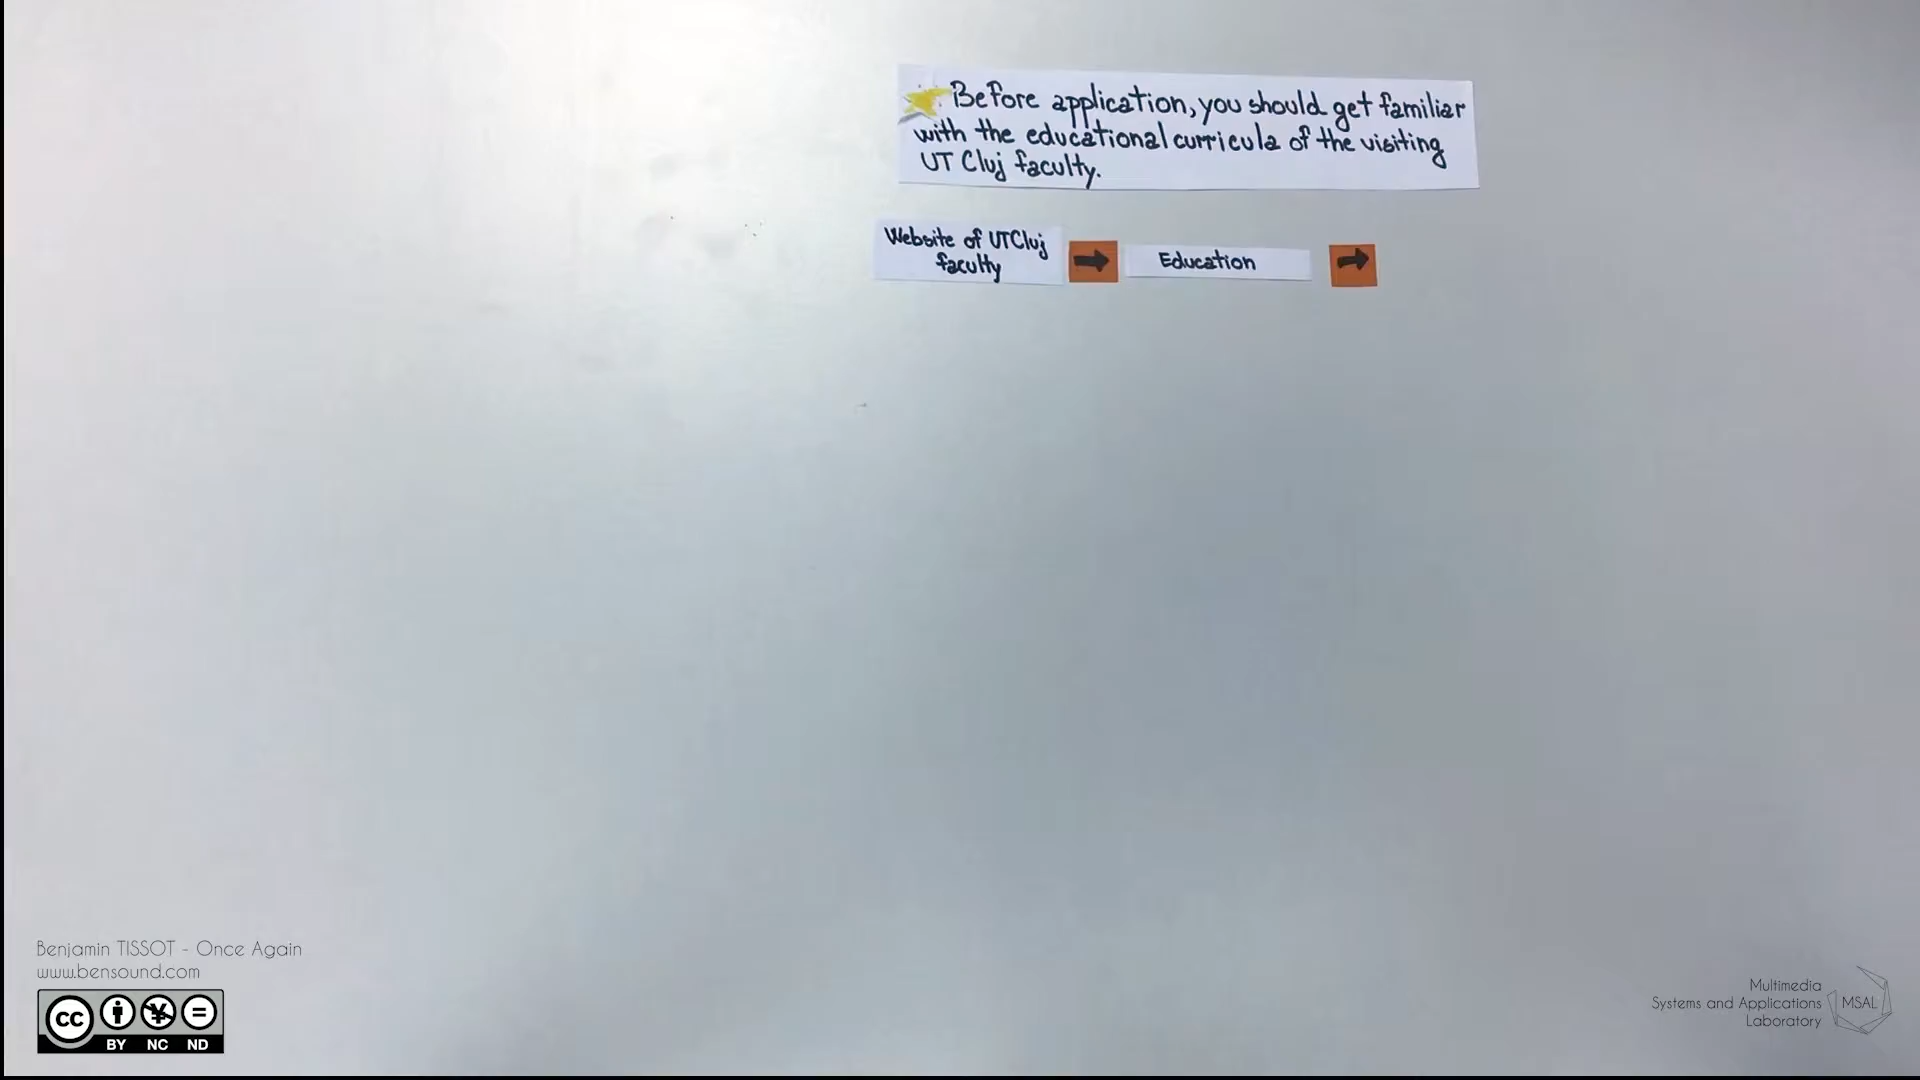 Before application, you should get familiar
with the educational curricula of the visiting
UT Cluj faculty.
Website of UTCluj
faculty
Education
Benjamin TISSOT - Once Again
www.bensound.com
CC
BY NC ND
Multimedia
Systems and Applications
Laboratory
MSAL